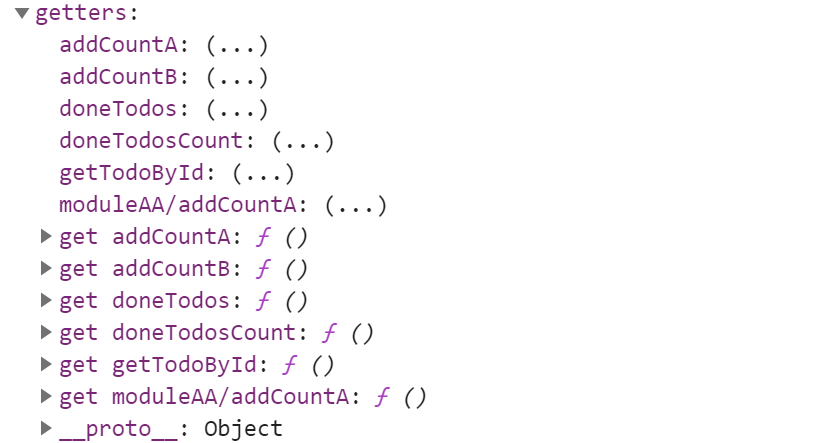 getters:
addCountA: (...)
addCountB: (...)
doneTodos: (...)
doneTodosCount: (...)
getTodoById: (...)
moduleAA/addCountA: (...)
get addCountA: ƒ ()
get addCountB: ƒ ()
get doneTodos: ƒ ()
get doneTodosCount: ƒ ()
get getTodoById: ƒ ()
get moduleAA/addCountA: ƒ ()
__proto__: Object